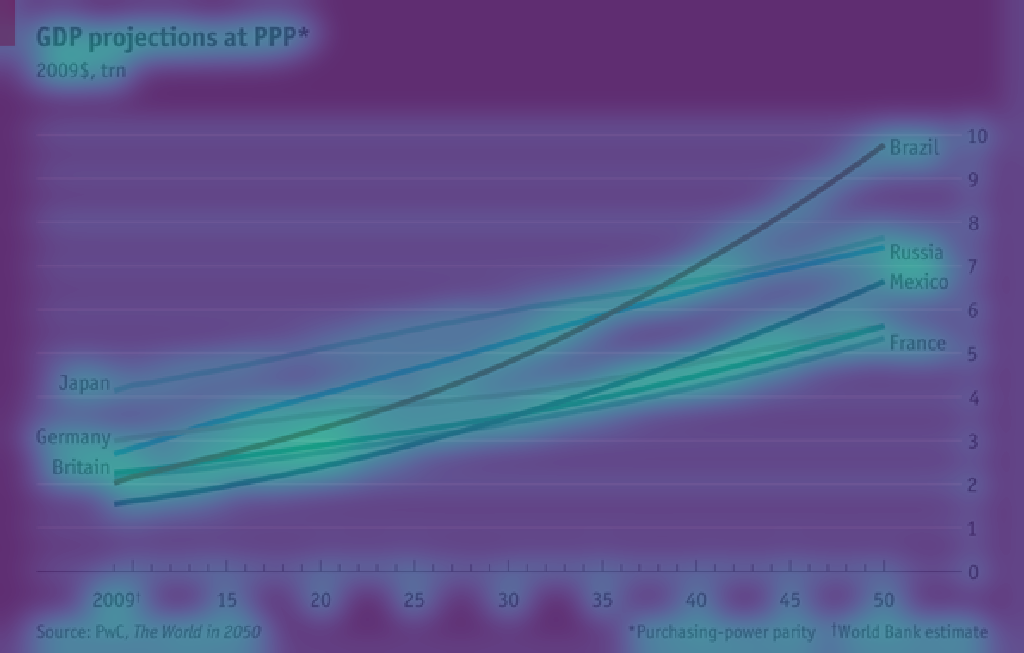 GDP projections at PPP*
2009$, trn
10
Brazil
9
8
Russia
7
Mexico
6
France
5
Japan
4
Germany
3
Britain
2
1
0
2009† 15 20 25 30 35 40 45 50
Source: PwC, The World in 2050 *Purchasing-power parity †World Bank estimate